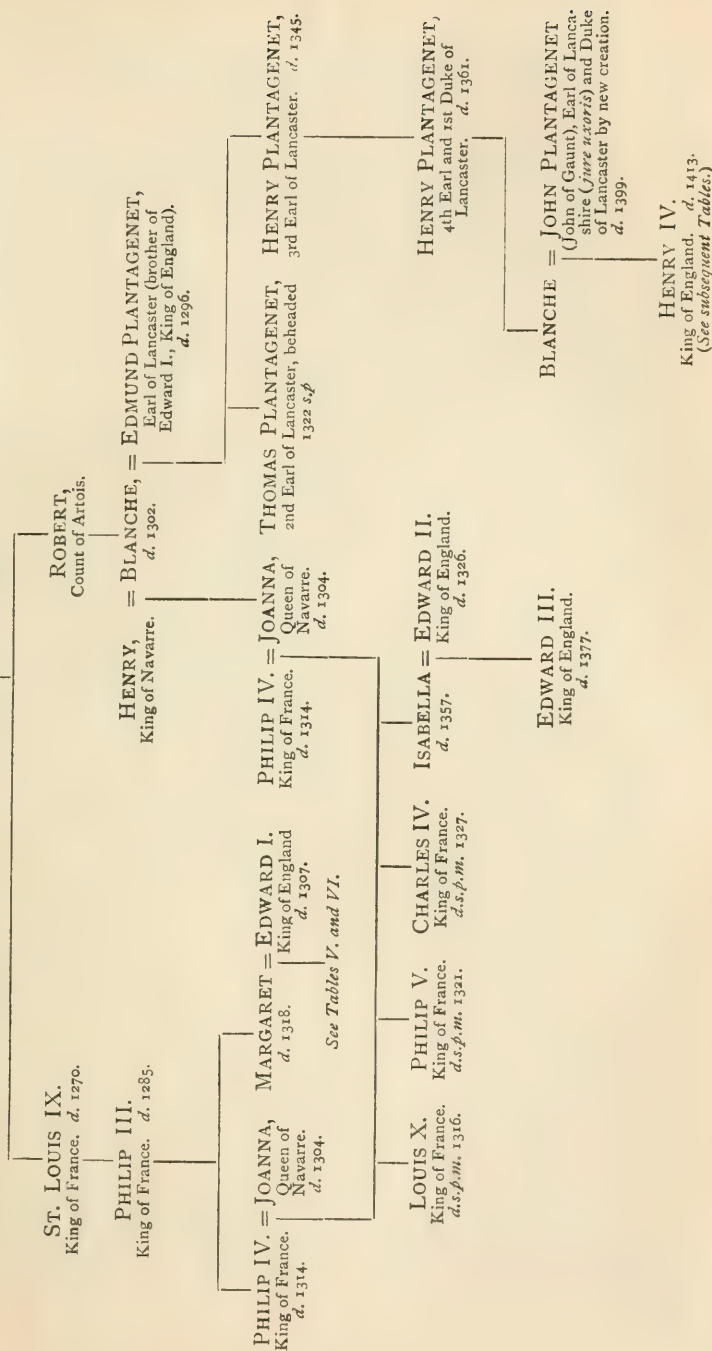 ST. LOUIS IX.
King of France. d. 1270.
PHILIP III.
King of France. d. 1285.
PHILIP IV. = JOANNA,
King of France.
d. 1314.
Queen of
Navarre.
d. 1304.
MARGARET = EDWARD I.
d. 1318.
King of England
d. 1307.
See Tables V. and VI.
LOUIS X.
King of France.
d.s.p.m. 1316.
PHILIP V.
King of France.
d.s.p.m. 1321.
CHARLES IV.
King of France.
d.s.p.m. 1327.
ISABELLA = EDWARD II.
d. 1357.
King of England.
d. 1326.
EDWARD III.
King of England.
d. 1377.
ROBERT,
Count of Artois.
HENRY, = BLANCHE, = EDMUND PLANTAGENET,
King of Navarre.
d. 1302.
Earl of Lancaster (brother of
Edward I., King of England).
d. 1296.
PHILIP IV. = JOANNA,
King of France.
d. 1314.
Queen of
Navarre.
d. 1304.
THOMAS PLANTAGENET,
2nd Earl of Lancaster, beheaded
1322 s.p
HENRY PLANTAGENET,
3rd Earl of Lancaster. d. 1345.
HENRY PLANTAGENET,
4th Earl and 1st Duke of
Lancaster. d. 1361.
BLANCHE = JOHN PLANTAGENET
(John of Gaunt), Earl of Lanca-
shire (jure uxoris) and Duke
of Lancaster by new creation.
d. 1399.
HENRY IV.
King of England. d. 1413.
(See subsequent Tables.)